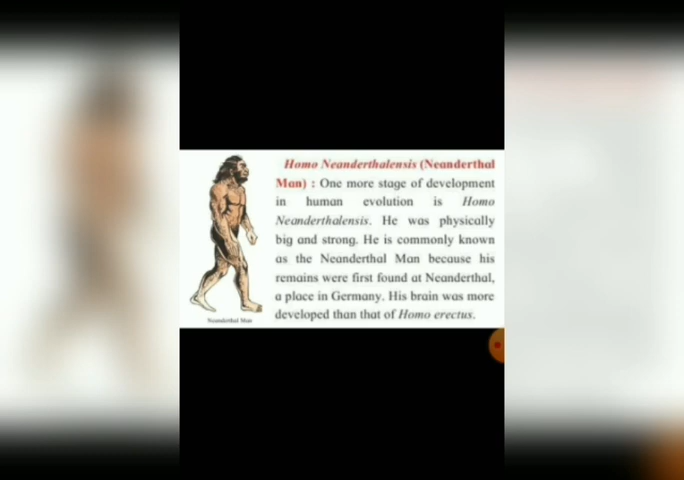 Homo Neanderthalensis (Neanderthal
Man) : One more stage of development
in human evolution is Homo
Neanderthalensis. He was physically
big and strong. He is commonly known
as the Neanderthal Man because his
remains were first found at Neanderthal,
a place in Germany. His brain was more
developed than that of Homo erectus.
Neanderthal Man